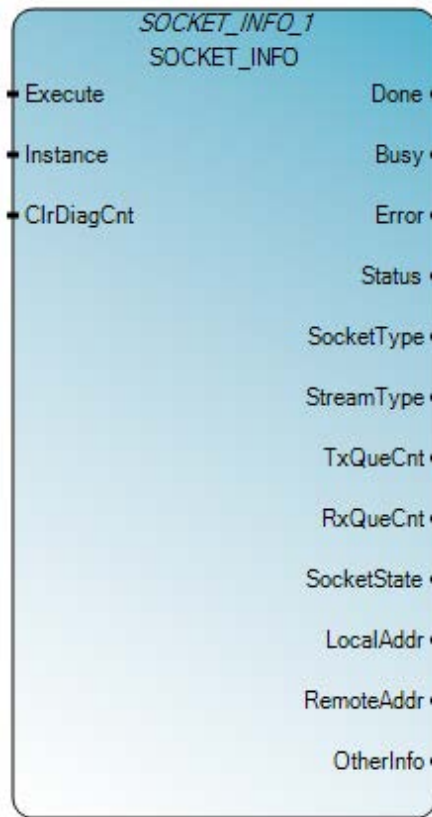 SOCKET_INFO_1
SOCKET_INFO
Execute Done
Instance Busy
ClrDiagCnt Error
Status
SocketType
StreamType
TxQueCnt
RxQueCnt
SocketState
LocalAddr
RemoteAddr
OtherInfo